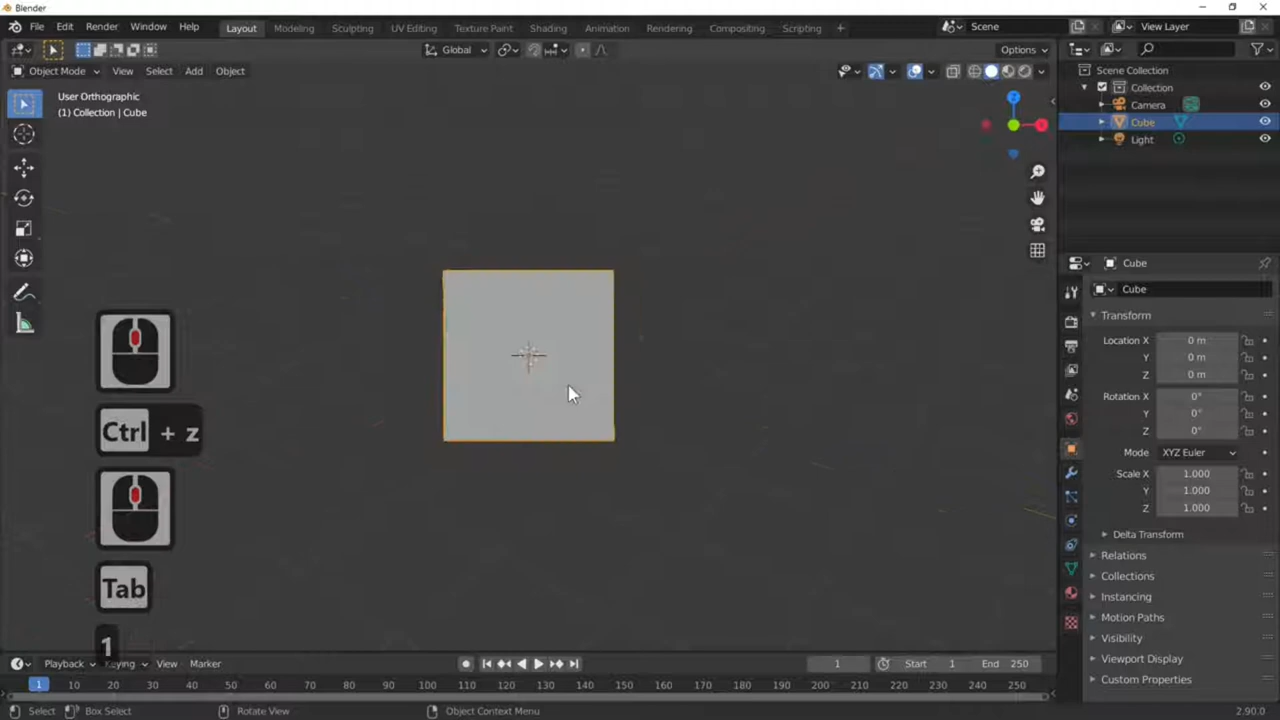 Blender
File Edit Render Window Help Layout Modeling Sculpting UV Editing Texture Paint Shading Animation Rendering Compositing Scripting + Scene View Layer
Global Options
Object Mode View Select Add Object
User Orthographic
(1) Collection | Cube
Z
X
Scene Collection
Collection
Camera
Cube
Light
Cube
Cube
Transform
Location X 0 m
Y 0 m
Z 0 m
Rotation X 0°
Y 0°
Z 0°
Mode XYZ Euler
Scale X 1.000
Y 1.000
Z 1.000
Delta Transform
Relations
Collections
Instancing
Motion Paths
Visibility
Viewport Display
Custom Properties
Ctrl + z
Tab
1
Playback Keying View Marker 1 Start 1 End 250
1 10 20 30 40 50 60 70 80 90 100 110 120 130 140 150 160 170 180 190 200 210 220 230 240 250
Select Box Select Rotate View Object Context Menu 2.90.0